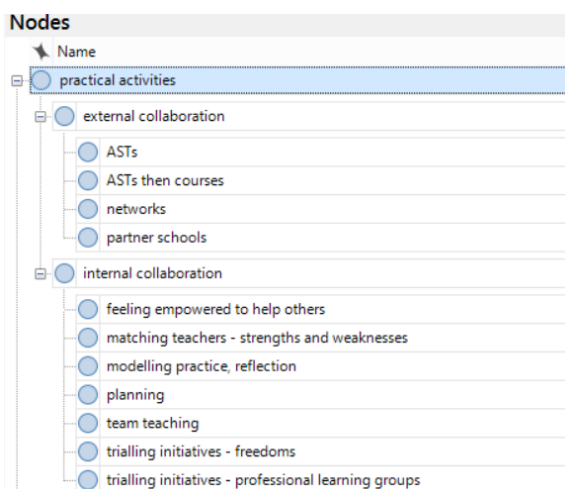 Nodes
Name
practical activities
external collaboration
ASTs
ASTs then courses
networks
partner schools
internal collaboration
feeling empowered to help others
matching teachers - strengths and weaknesses
modelling practice, reflection
planning
team teaching
trialling initiatives - freedoms
trialling initiatives - professional learning groups